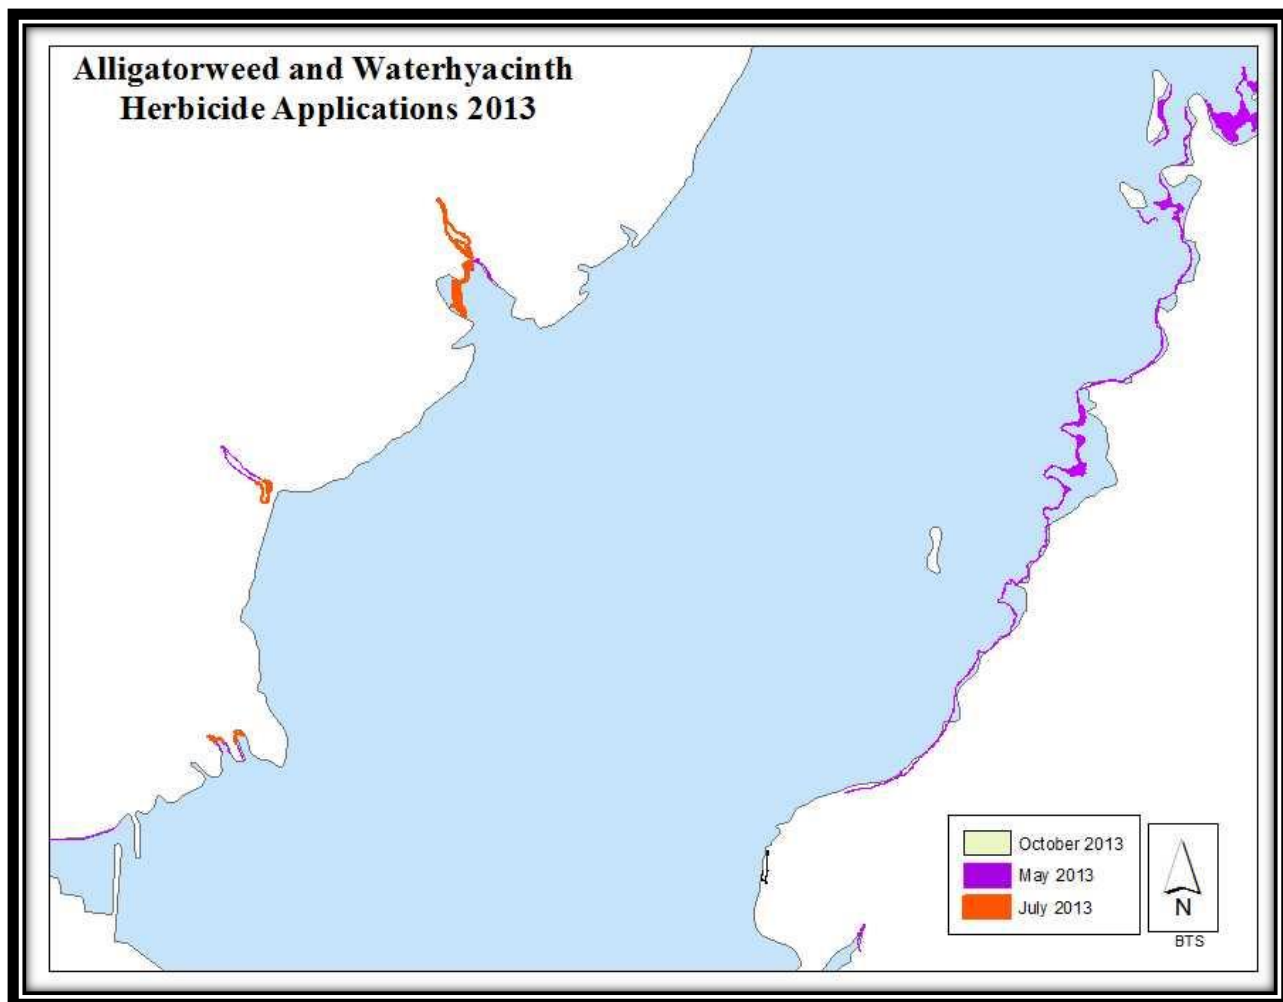 Alligatorweed and Waterhyacinth
Herbicide Applications 2013
October 2013
May 2013
July 2013
N
BTS